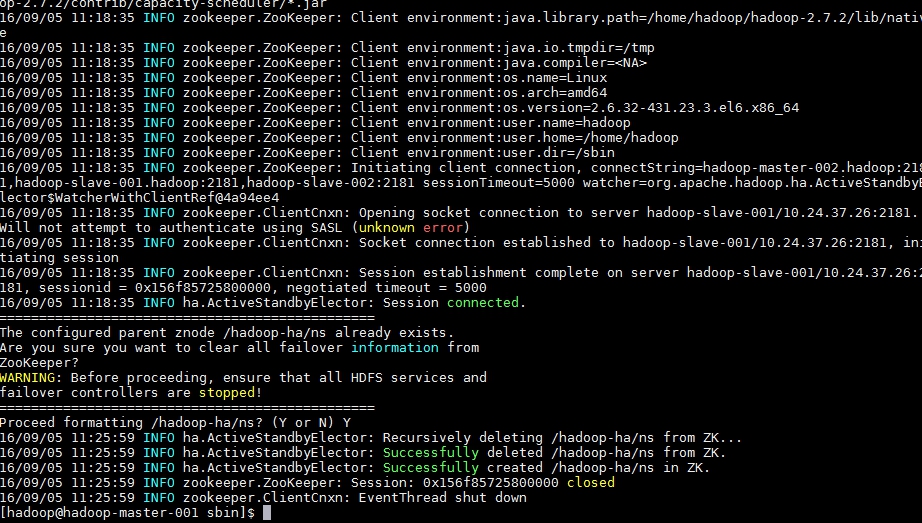 op-2.7.2/contrib/capacity-scheduler/*.jar
16/09/05 11:18:35 INFO zookeeper.ZooKeeper: Client environment:java.library.path=/home/hadoop/hadoop-2.7.2/lib/nativ
e
16/09/05 11:18:35 INFO zookeeper.ZooKeeper: Client environment:java.io.tmpdir=/tmp
16/09/05 11:18:35 INFO zookeeper.ZooKeeper: Client environment:java.compiler=<NA>
16/09/05 11:18:35 INFO zookeeper.ZooKeeper: Client environment:os.name=Linux
16/09/05 11:18:35 INFO zookeeper.ZooKeeper: Client environment:os.arch=amd64
16/09/05 11:18:35 INFO zookeeper.ZooKeeper: Client environment:os.version=2.6.32-431.23.3.el6.x86_64
16/09/05 11:18:35 INFO zookeeper.ZooKeeper: Client environment:user.name=hadoop
16/09/05 11:18:35 INFO zookeeper.ZooKeeper: Client environment:user.home=/home/hadoop
16/09/05 11:18:35 INFO zookeeper.ZooKeeper: Client environment:user.dir=/sbin
16/09/05 11:18:35 INFO zookeeper.ZooKeeper: Initiating client connection, connectString=hadoop-master-002.hadoop:218
1,hadoop-slave-001.hadoop:2181,hadoop-slave-002:2181 sessionTimeout=5000 watcher=org.apache.hadoop.ha.ActiveStandbyE
lector$WatcherWithClientRef@4a94ee4
16/09/05 11:18:35 INFO zookeeper.ClientCnxn: Opening socket connection to server hadoop-slave-001/10.24.37.26:2181.
Will not attempt to authenticate using SASL (unknown error)
16/09/05 11:18:35 INFO zookeeper.ClientCnxn: Socket connection established to hadoop-slave-001/10.24.37.26:2181, ini
tiating session
16/09/05 11:18:35 INFO zookeeper.ClientCnxn: Session establishment complete on server hadoop-slave-001/10.24.37.26:2
181, sessionid = 0x156f85725800000, negotiated timeout = 5000
16/09/05 11:18:35 INFO ha.ActiveStandbyElector: Session connected.
===============================================
The configured parent znode /hadoop-ha/ns already exists.
Are you sure you want to clear all failover information from
ZooKeeper?
WARNING: Before proceeding, ensure that all HDFS services and
failover controllers are stopped!
===============================================
Proceed formatting /hadoop-ha/ns? (Y or N) Y
16/09/05 11:25:59 INFO ha.ActiveStandbyElector: Recursively deleting /hadoop-ha/ns from ZK...
16/09/05 11:25:59 INFO ha.ActiveStandbyElector: Successfully deleted /hadoop-ha/ns from ZK.
16/09/05 11:25:59 INFO ha.ActiveStandbyElector: Successfully created /hadoop-ha/ns in ZK.
16/09/05 11:25:59 INFO zookeeper.ZooKeeper: Session: 0x156f85725800000 closed
16/09/05 11:25:59 INFO zookeeper.ClientCnxn: EventThread shut down
[hadoop@hadoop-master-001 sbin]$